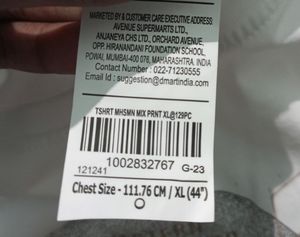 MARKETED BY & CUSTOMER CARE EXECUTIVE ADDRESS
AVENUE SUPERMARTS LTD.
ANJANEYA CHS LTD., ORCHARD AVENUE,
OPP. HIRANANDANI FOUNDATION SCHOOL,
POWAI, MUMBAI-400 076, MAHARASHTRA, INDIA
Contact No: 022-71230555
Email Id : suggestion@dmartindia.com
TSHRT MHSMN MIX PRNT XL@129PC
1002832767
G-23
121241
Chest Size - 111.76 CM / XL (44")